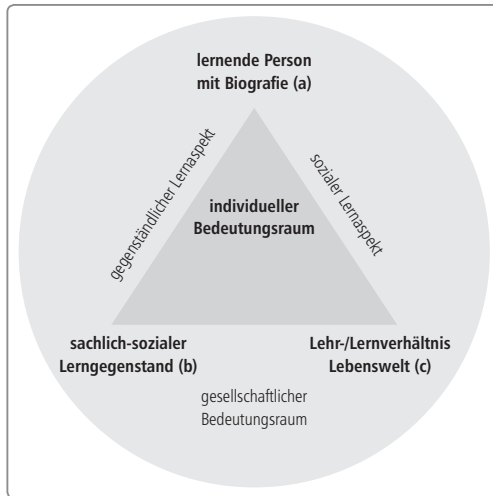 lernende Person
mit Biografie (a)
gegenständlicher Lernaspekt
sozialer Lernaspekt
individueller
Bedeutungsraum
sachlich-sozialer
Lerngegenstand (b)
Lehr-/Lernverhältnis
Lebenswelt (c)
gesellschaftlicher
Bedeutungsraum